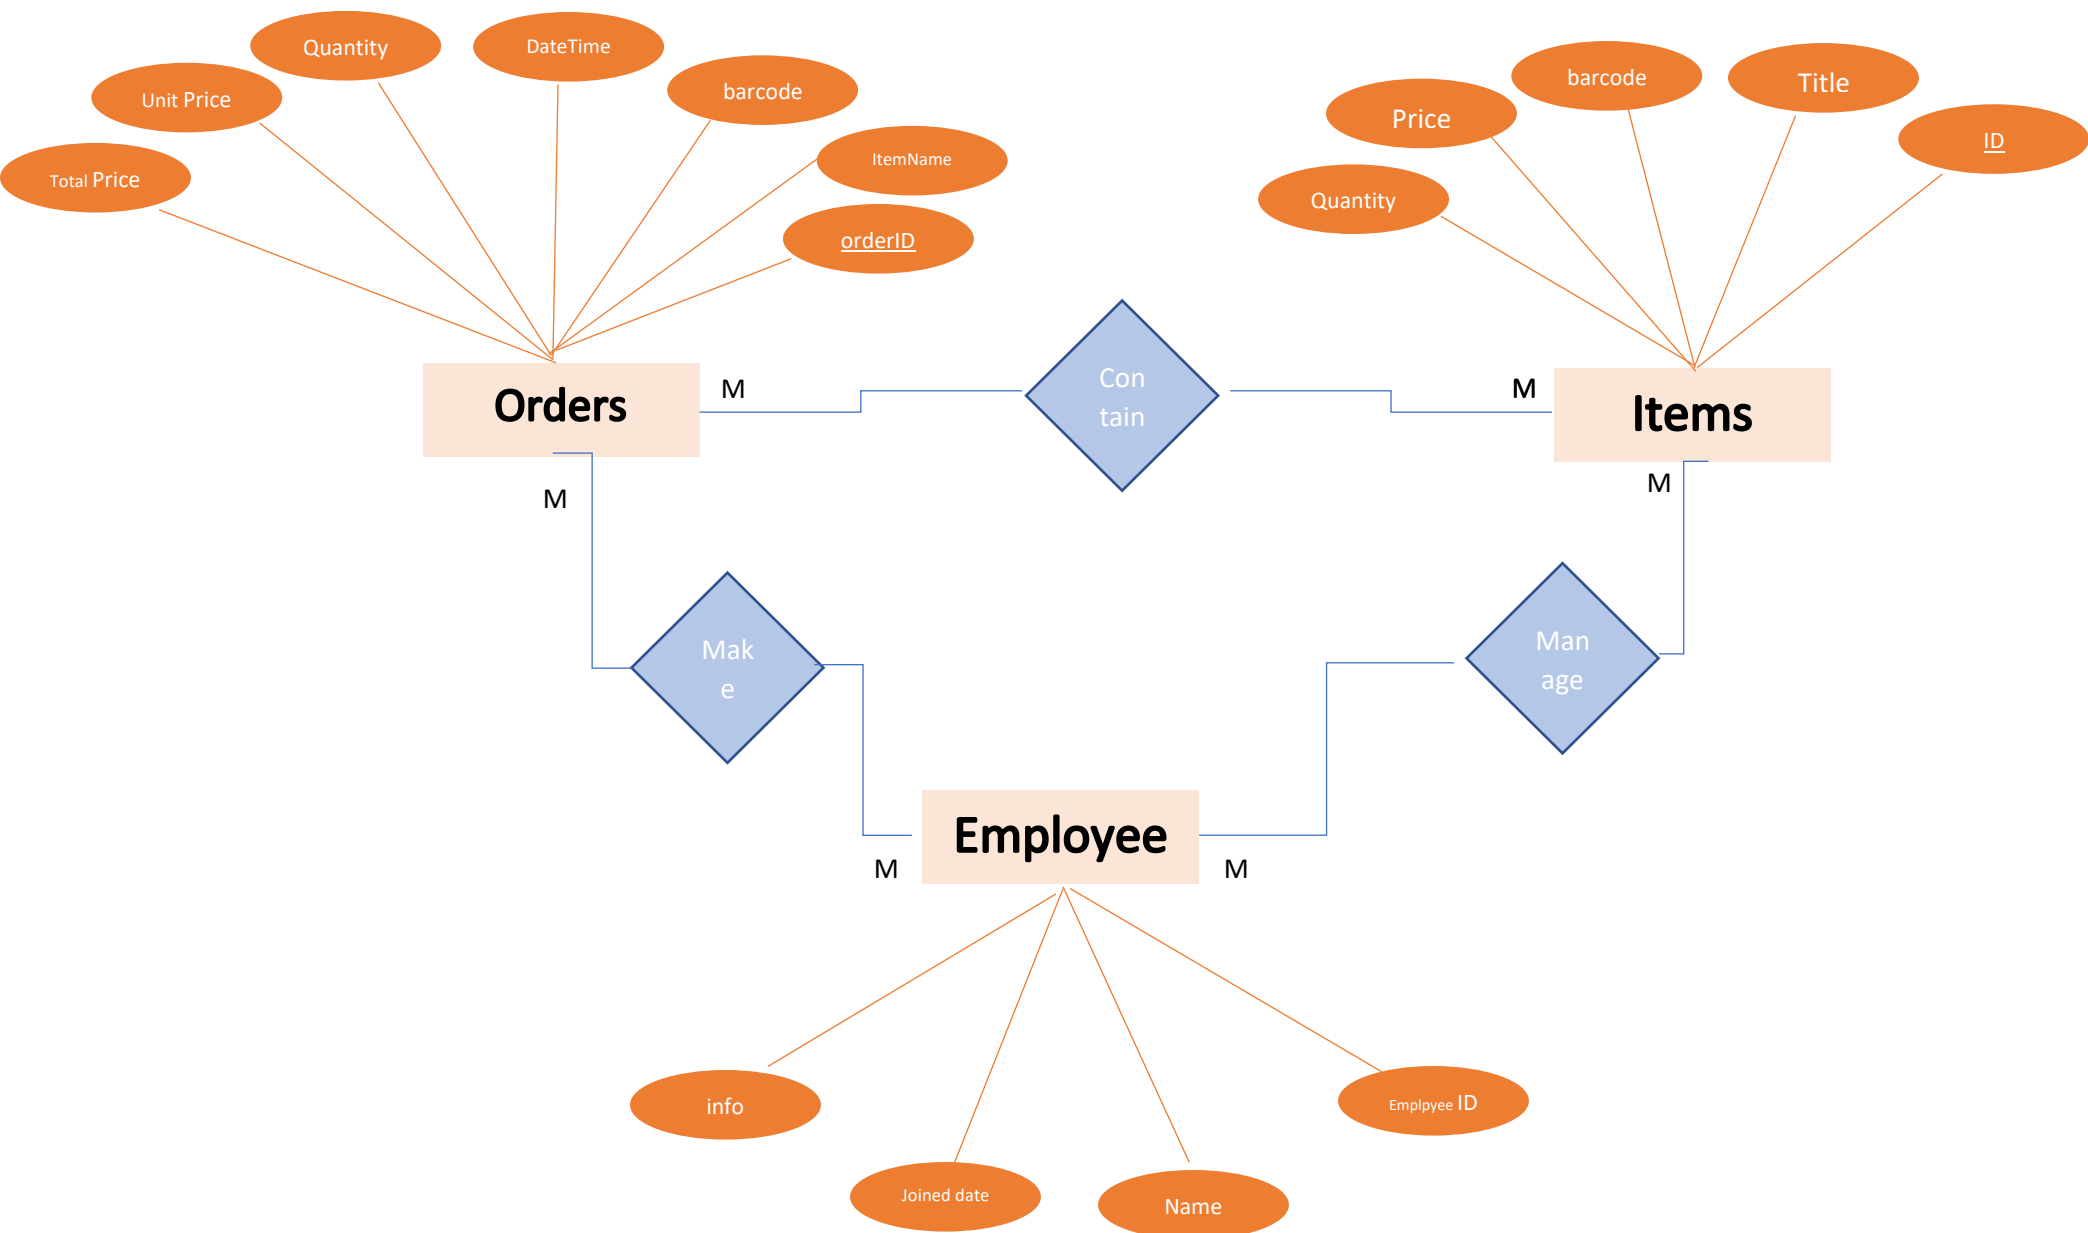 Quantity
DateTime
Unit Price
barcode
Total Price
ItemName
orderID
Price
barcode
Title
ID
Quantity
Orders
M
Con
tain
M
Items
M
M
Mak
e
Man
age
Employee
M
M
info
Emplpyee ID
Joined date
Name